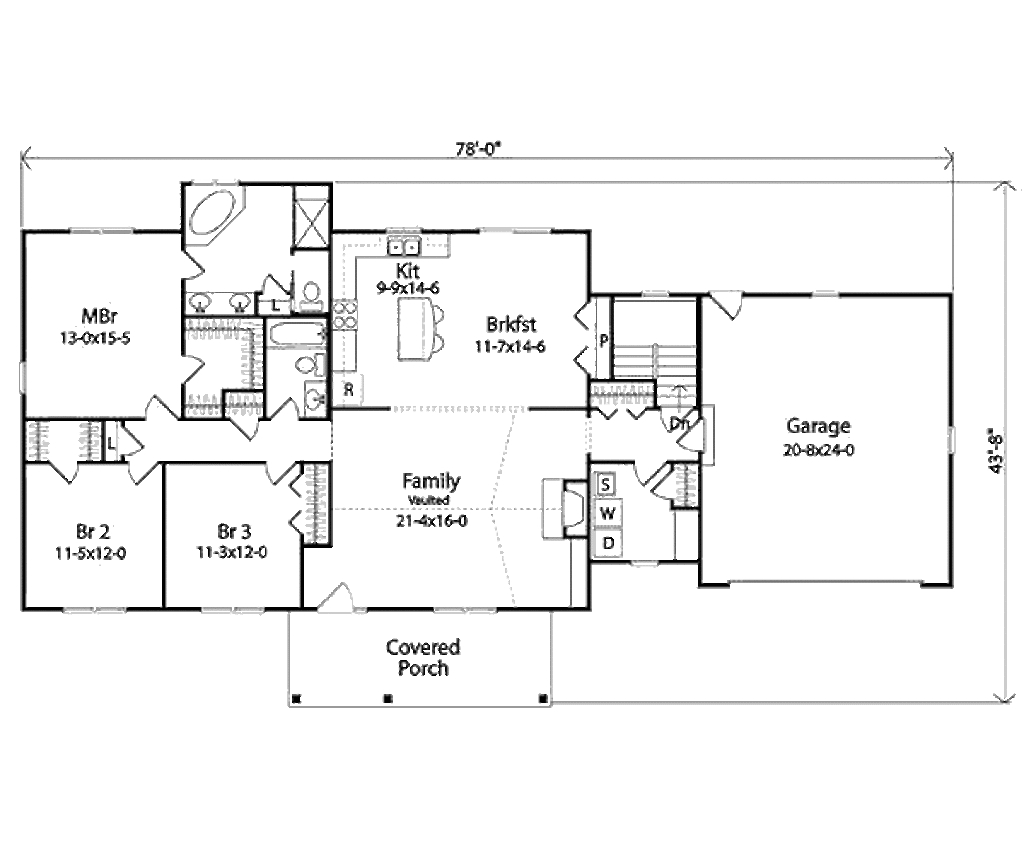 78'-0"
Kit
9-9x14-6
MBr
13-0x15-5
L
Brkfst
11-7x14-6
P
R
Dn
Garage
20-8x24-0
43'-8"
L
Family
Vaulted
21-4x16-0
S
W
D
Br 2
11-5x12-0
Br 3
11-3x12-0
Covered
Porch